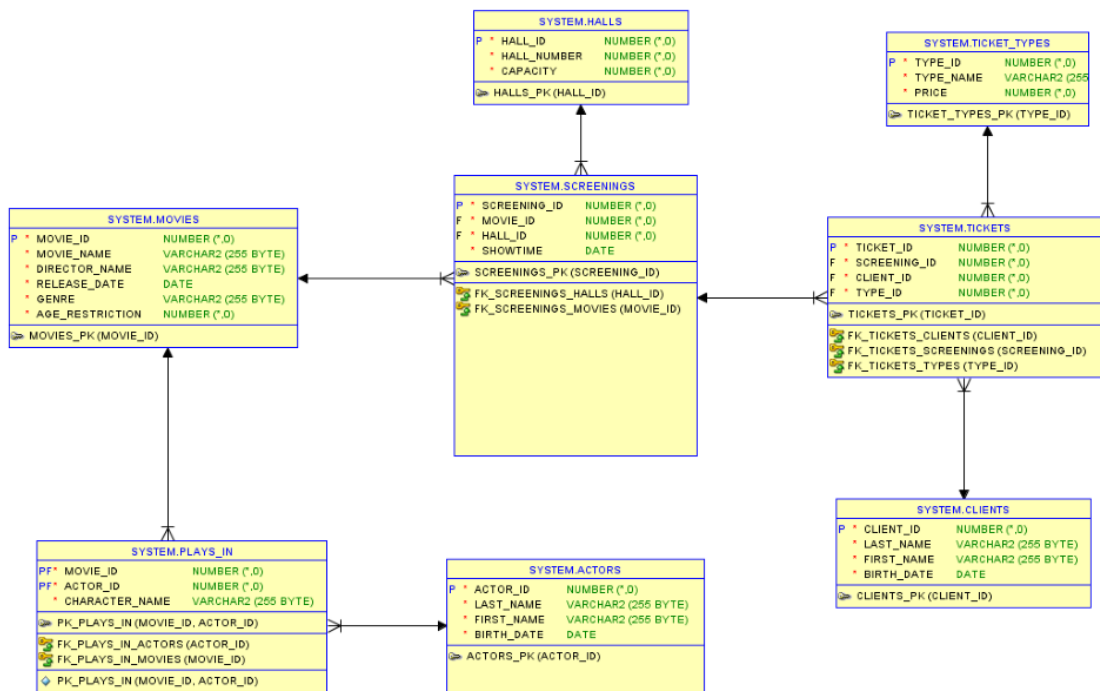 SYSTEM.HALLS
P * HALL_ID NUMBER (*,0)
* HALL_NUMBER NUMBER (*,0)
* CAPACITY NUMBER (*,0)
HALLS_PK (HALL_ID)
SYSTEM.TICKET_TYPES
P * TYPE_ID NUMBER (*,0)
* TYPE_NAME VARCHAR2 (255
* PRICE NUMBER (*,0)
TICKET_TYPES_PK (TYPE_ID)
SYSTEM.SCREENINGS
P * SCREENING_ID NUMBER (*,0)
F * MOVIE_ID NUMBER (*,0)
F * HALL_ID NUMBER (*,0)
* SHOWTIME DATE
SCREENINGS_PK (SCREENING_ID)
FK_SCREENINGS_HALLS (HALL_ID)
FK_SCREENINGS_MOVIES (MOVIE_ID)
SYSTEM.MOVIES
P * MOVIE_ID NUMBER (*,0)
* MOVIE_NAME VARCHAR2 (255 BYTE)
* DIRECTOR_NAME VARCHAR2 (255 BYTE)
* RELEASE_DATE DATE
* GENRE VARCHAR2 (255 BYTE)
* AGE_RESTRICTION NUMBER (*,0)
MOVIES_PK (MOVIE_ID)
SYSTEM.TICKETS
P * TICKET_ID NUMBER (*,0)
F * SCREENING_ID NUMBER (*,0)
F * CLIENT_ID NUMBER (*,0)
F * TYPE_ID NUMBER (*,0)
TICKETS_PK (TICKET_ID)
FK_TICKETS_CLIENTS (CLIENT_ID)
FK_TICKETS_SCREENINGS (SCREENING_ID)
FK_TICKETS_TYPES (TYPE_ID)
SYSTEM.CLIENTS
P * CLIENT_ID NUMBER (*,0)
* LAST_NAME VARCHAR2 (255 BYTE)
* FIRST_NAME VARCHAR2 (255 BYTE)
* BIRTH_DATE DATE
CLIENTS_PK (CLIENT_ID)
SYSTEM.PLAYS_IN
PF* MOVIE_ID NUMBER (*,0)
PF* ACTOR_ID NUMBER (*,0)
* CHARACTER_NAME VARCHAR2 (255 BYTE)
PK_PLAYS_IN (MOVIE_ID, ACTOR_ID)
FK_PLAYS_IN_ACTORS (ACTOR_ID)
FK_PLAYS_IN_MOVIES (MOVIE_ID)
PK_PLAYS_IN (MOVIE_ID, ACTOR_ID)
SYSTEM.ACTORS
P * ACTOR_ID NUMBER (*,0)
* LAST_NAME VARCHAR2 (255 BYTE)
* FIRST_NAME VARCHAR2 (255 BYTE)
* BIRTH_DATE DATE
ACTORS_PK (ACTOR_ID)